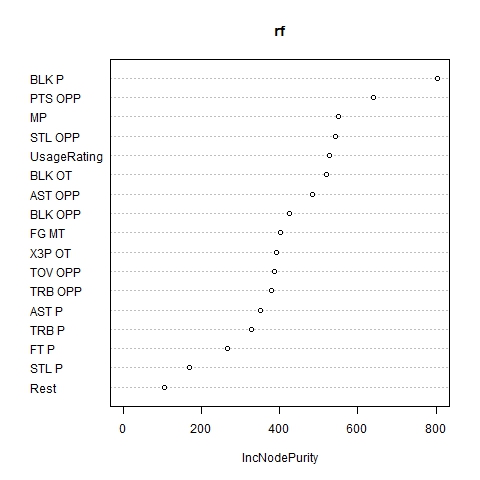 rf
BLK P
PTS OPP
MP
STL OPP
UsageRating
BLK OT
AST OPP
BLK OPP
FG MT
X3P OT
TOV OPP
TRB OPP
AST P
TRB P
FT P
STL P
Rest
0 200 400 600 800
IncNodePurity